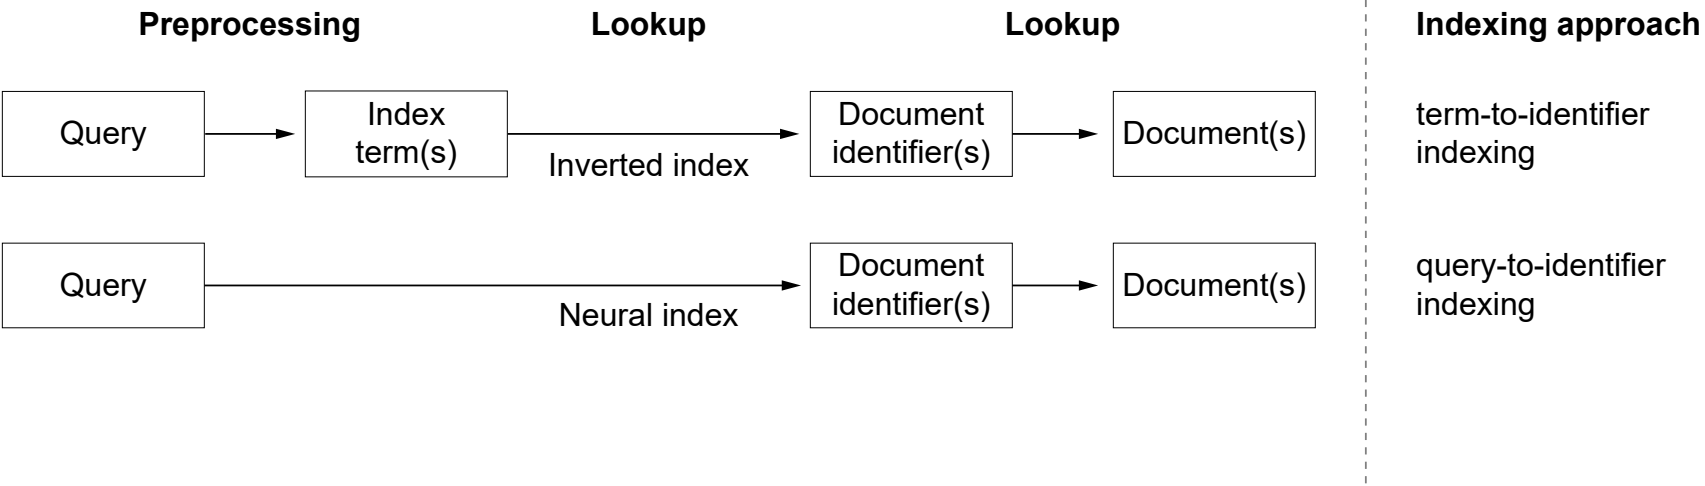 Preprocessing Lookup Lookup Indexing approach
Query
Index
term(s)
Inverted index
Document
identifier(s)
Document(s)
term-to-identifier
indexing
Query
Neural index
Document
identifier(s)
Document(s)
query-to-identifier
indexing